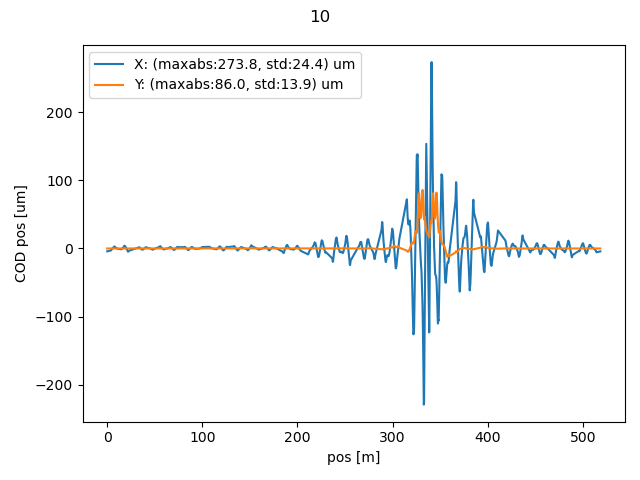 10
X: (maxabs:273.8, std:24.4) um
Y: (maxabs:86.0, std:13.9) um
COD pos [um]
200
100
0
−100
−200
0 100 200 300 400 500
pos [m]